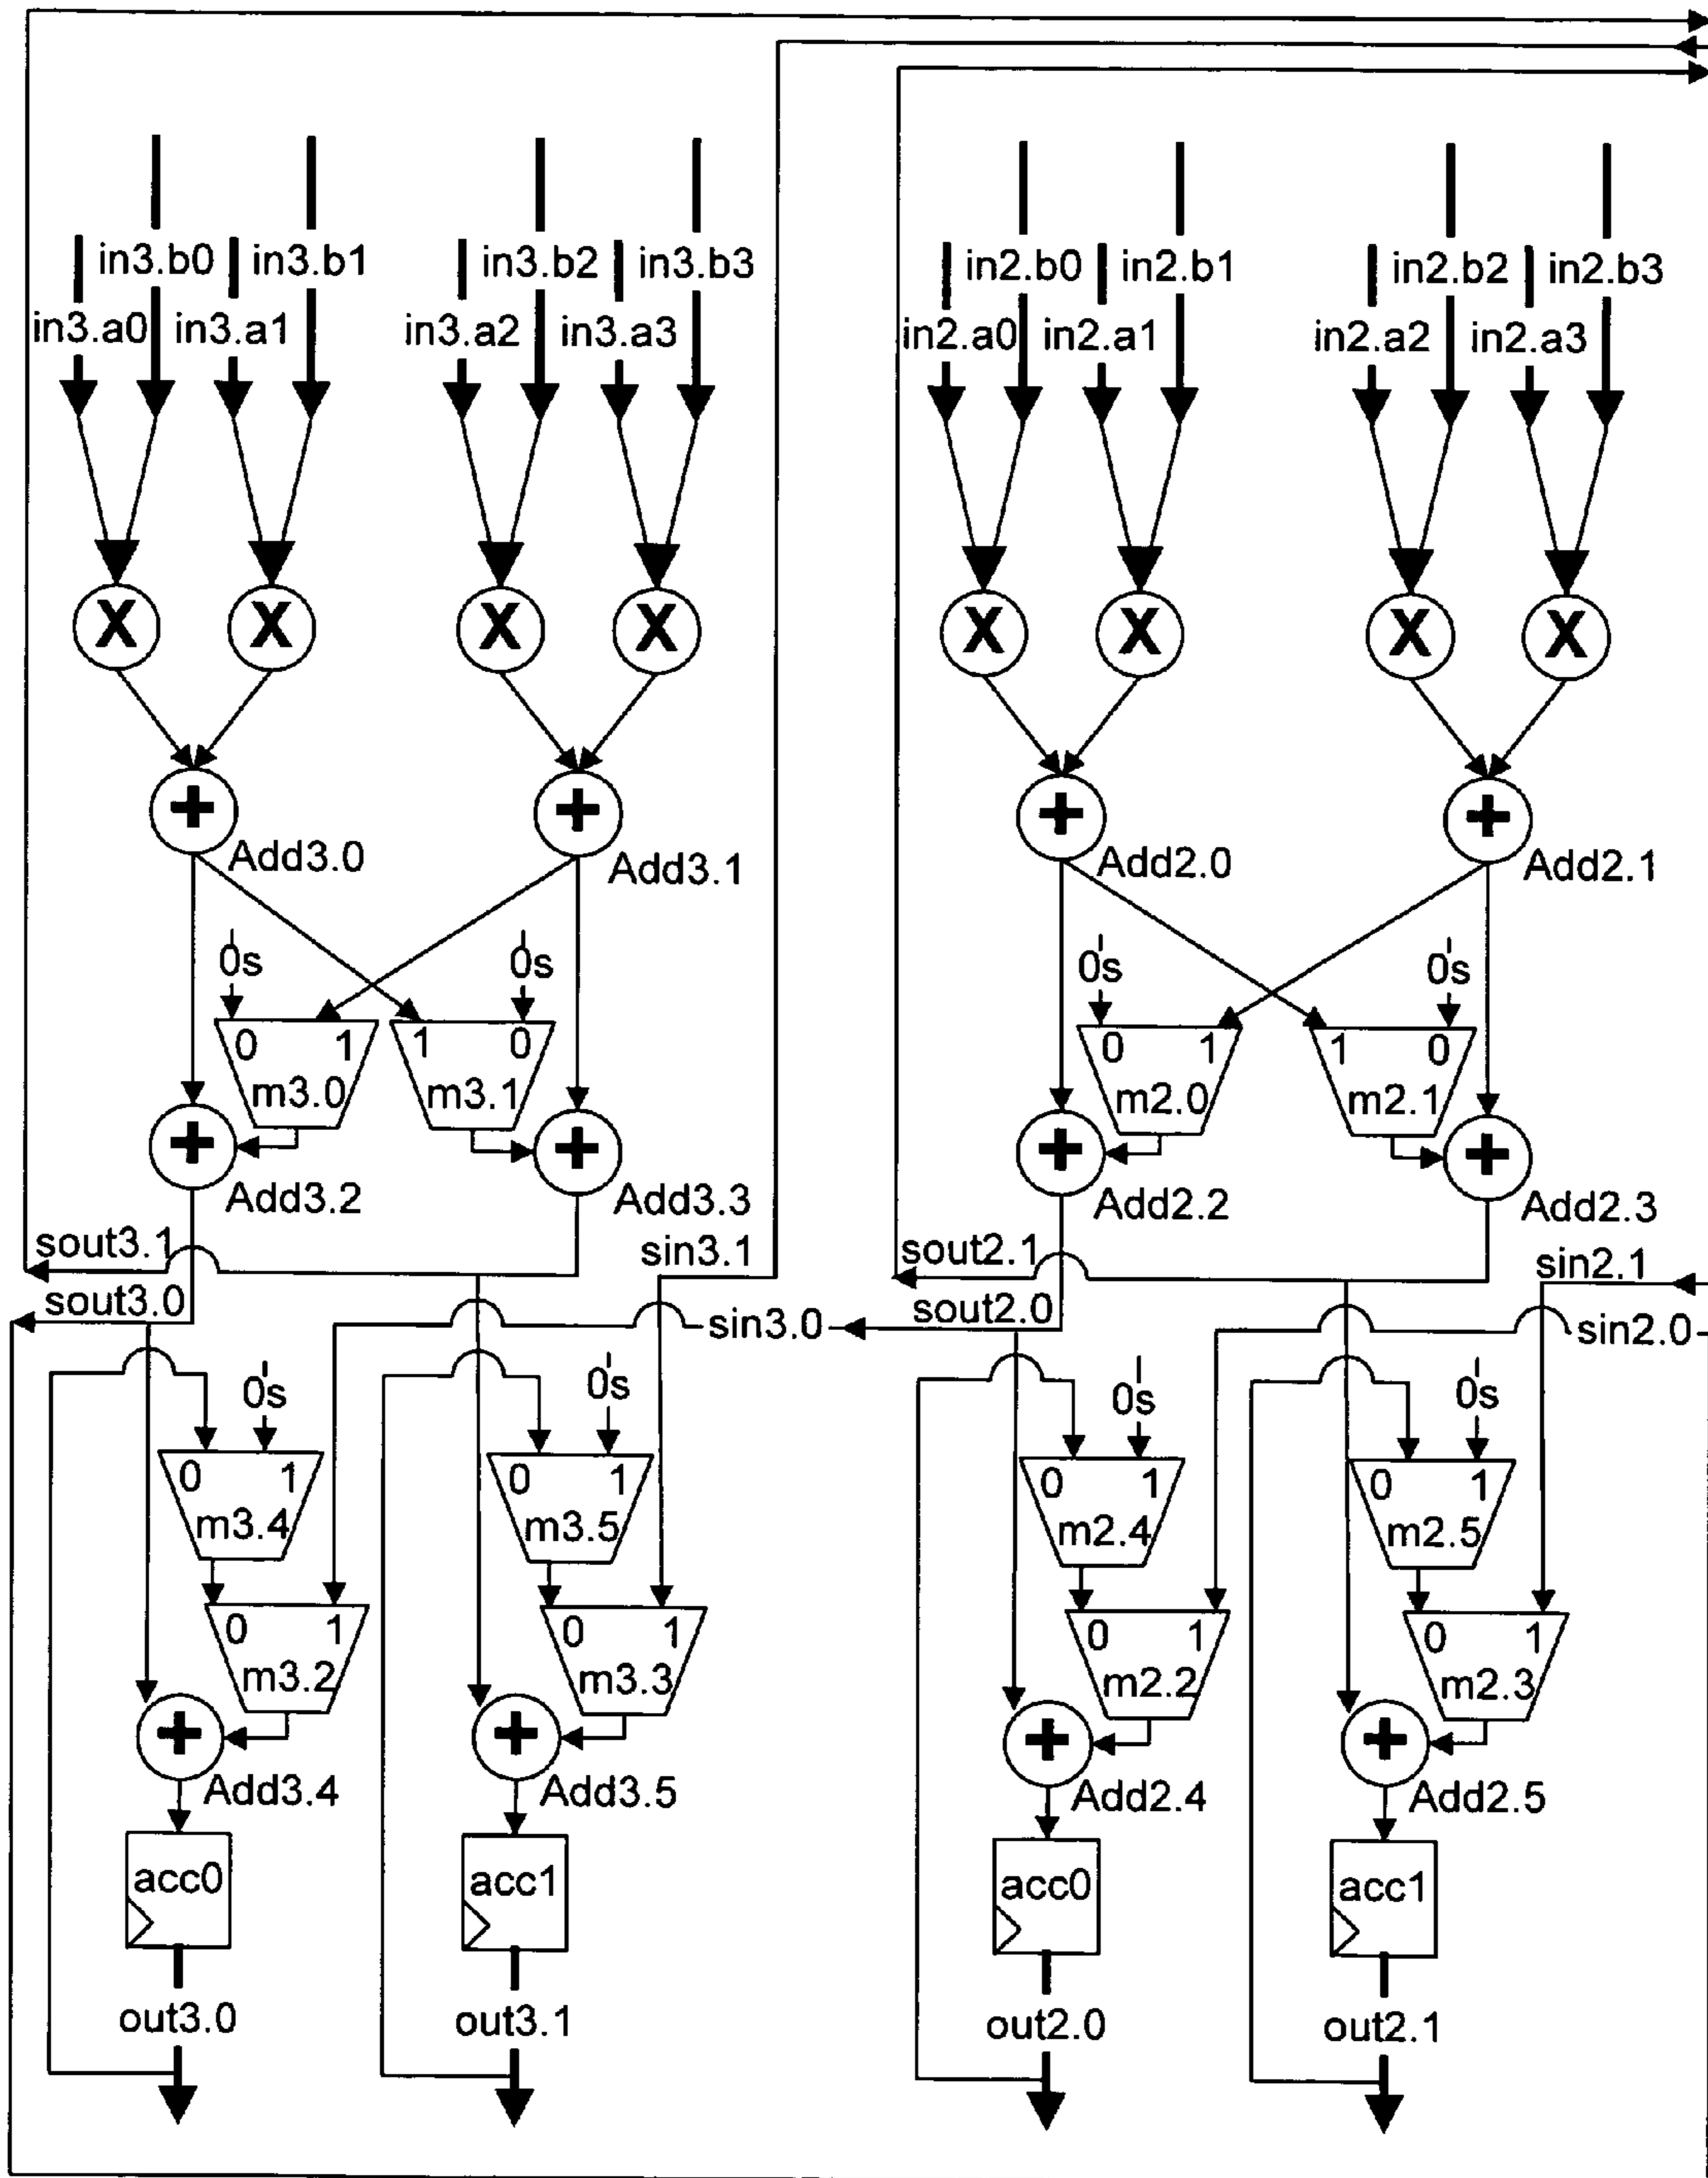 in3.b0 in3.b1 in3.b2 in3.b3 in2.b0 in2.b1 in2.b2 in2.b3
in3.a0 in3.a1 in3.a2 in3.a3 in2.a0 in2.a1 in2.a2 in2.a3
X X X X X X X X
+ + + +
Add3.0 Add3.1 Add2.0 Add2.1
0s 0s 0s 0s
0 1 1 0 0 1 1 0
m3.0 m3.1 m2.0 m2.1
+ + + +
Add3.2 Add3.3 Add2.2 Add2.3
sout3.1 sin3.1 sout2.1 sin2.1
sout3.0 sin3.0 sout2.0 sin2.0
0s 0s 0s 0s
0 1 0 1 0 1 0 1
m3.4 m3.5 m2.4 m2.5
0 1 0 1 0 1 0 1
m3.2 m3.3 m2.2 m2.3
+ + + +
Add3.4 Add3.5 Add2.4 Add2.5
acc0 acc1 acc0 acc1
out3.0 out3.1 out2.0 out2.1